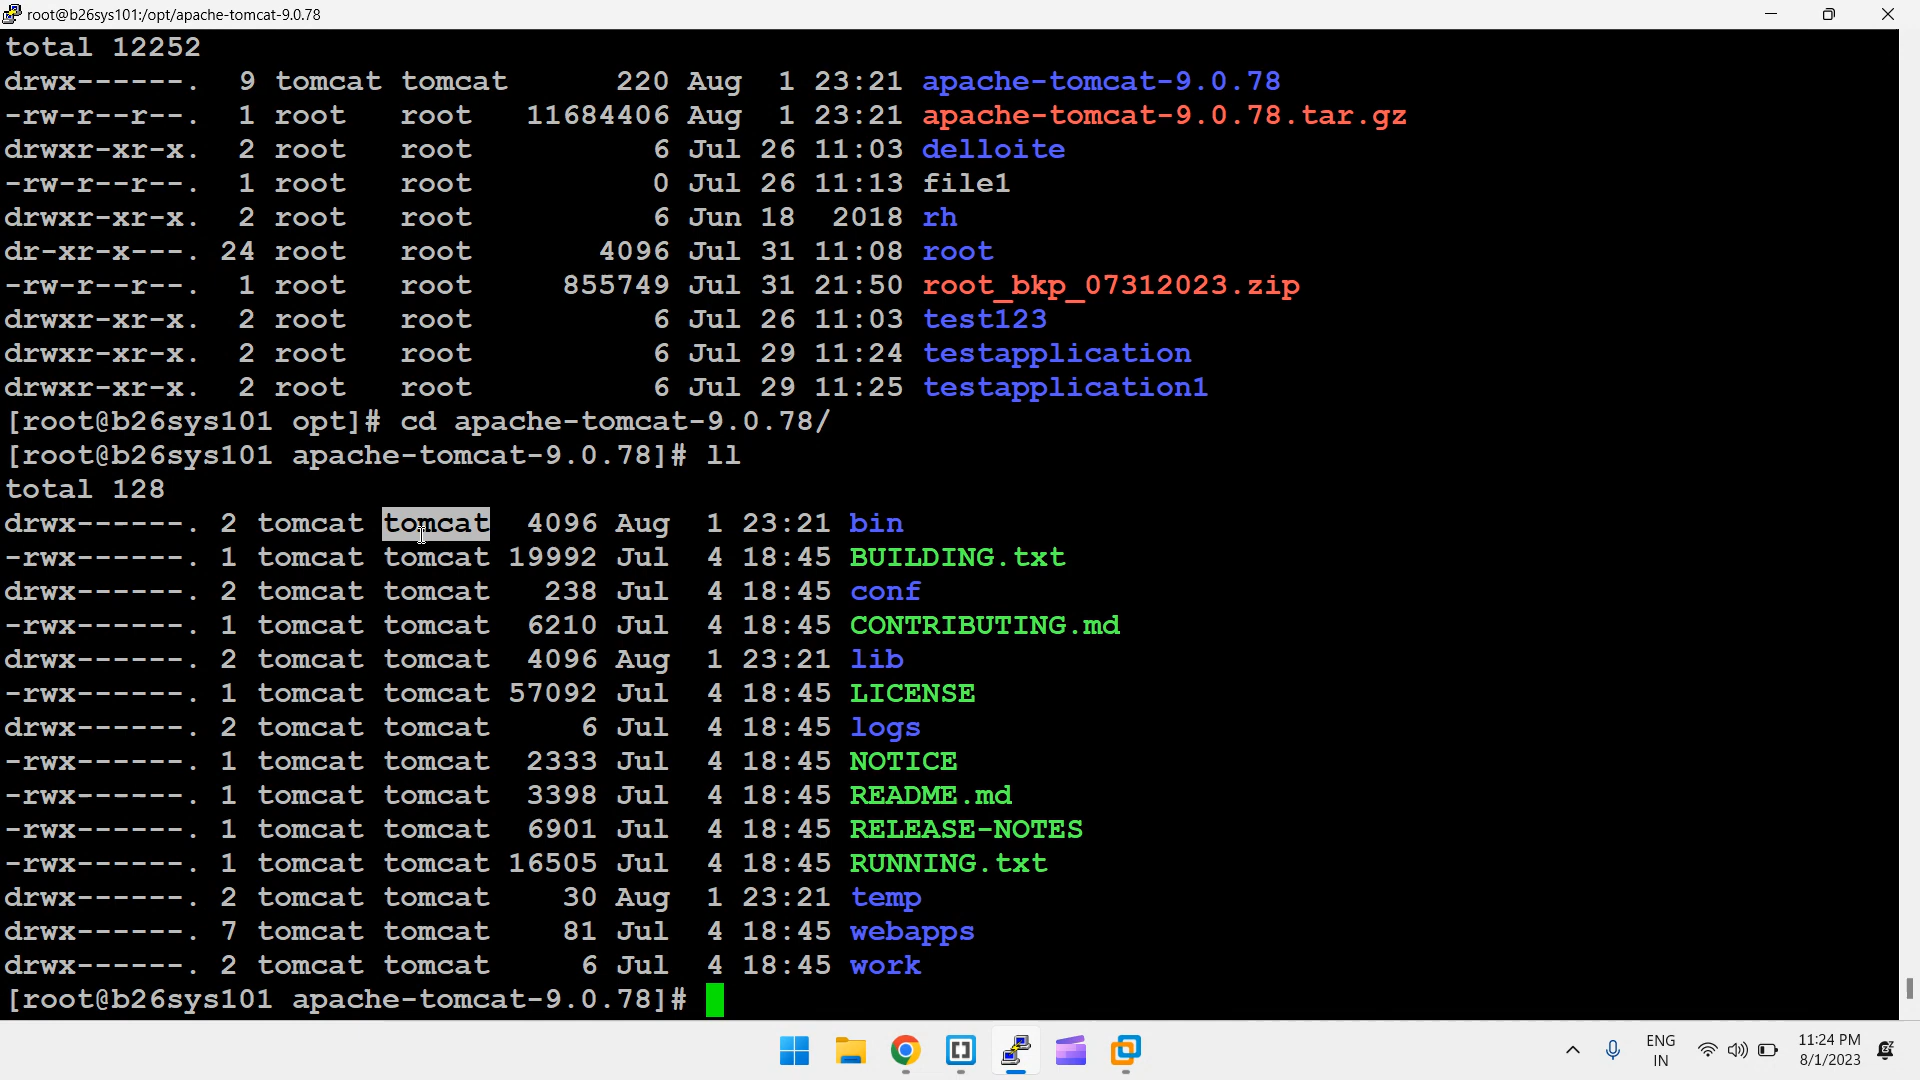 root@b26sys101:/opt/apache-tomcat-9.0.78
total 12252
drwx------.  9 tomcat tomcat      220 Aug  1 23:21 apache-tomcat-9.0.78
-rw-r--r--.  1 root   root   11684406 Aug  1 23:21 apache-tomcat-9.0.78.tar.gz
drwxr-xr-x.  2 root   root          6 Jul 26 11:03 delloite
-rw-r--r--.  1 root   root          0 Jul 26 11:13 file1
drwxr-xr-x.  2 root   root          6 Jun 18  2018 rh
dr-xr-x---. 24 root   root       4096 Jul 31 11:08 root
-rw-r--r--.  1 root   root     855749 Jul 31 21:50 root_bkp_07312023.zip
drwxr-xr-x.  2 root   root          6 Jul 26 11:03 test123
drwxr-xr-x.  2 root   root          6 Jul 29 11:24 testapplication
drwxr-xr-x.  2 root   root          6 Jul 29 11:25 testapplication1
[root@b26sys101 opt]# cd apache-tomcat-9.0.78/
[root@b26sys101 apache-tomcat-9.0.78]# ll
total 128
drwx------. 2 tomcat tomcat  4096 Aug  1 23:21 bin
-rwx------. 1 tomcat tomcat 19992 Jul  4 18:45 BUILDING.txt
drwx------. 2 tomcat tomcat   238 Jul  4 18:45 conf
-rwx------. 1 tomcat tomcat  6210 Jul  4 18:45 CONTRIBUTING.md
drwx------. 2 tomcat tomcat  4096 Aug  1 23:21 lib
-rwx------. 1 tomcat tomcat 57092 Jul  4 18:45 LICENSE
drwx------. 2 tomcat tomcat     6 Jul  4 18:45 logs
-rwx------. 1 tomcat tomcat  2333 Jul  4 18:45 NOTICE
-rwx------. 1 tomcat tomcat  3398 Jul  4 18:45 README.md
-rwx------. 1 tomcat tomcat  6901 Jul  4 18:45 RELEASE-NOTES
-rwx------. 1 tomcat tomcat 16505 Jul  4 18:45 RUNNING.txt
drwx------. 2 tomcat tomcat    30 Aug  1 23:21 temp
drwx------. 7 tomcat tomcat    81 Jul  4 18:45 webapps
drwx------. 2 tomcat tomcat     6 Jul  4 18:45 work
[root@b26sys101 apache-tomcat-9.0.78]#
ENG
IN
11:24 PM
8/1/2023